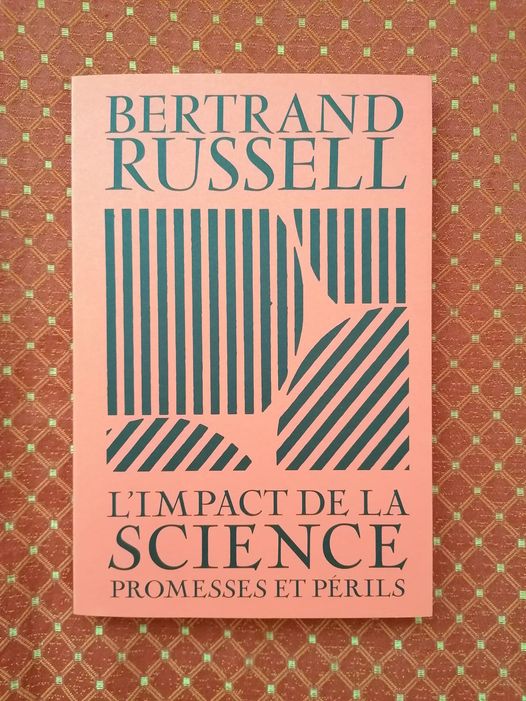 BERTRAND
RUSSELL
L'IMPACT DE LA
SCIENCE
PROMESSES ET PÉRILS